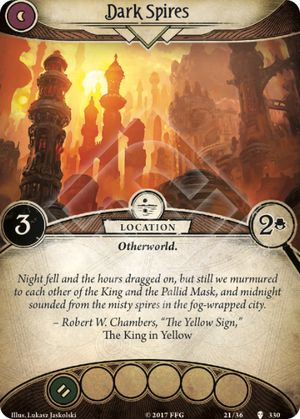 Dark Spires
3
LOCATION
2
Otherworld.
Night fell and the hours dragged on, but still we murmured
to each other of the King and the Pallid Mask, and midnight
sounded from the misty spires in the fog-wrapped city.
– Robert W. Chambers, “The Yellow Sign,”
The King in Yellow
Illus. Lukasz Jaskolski
© 2017 FFG
21/36
330